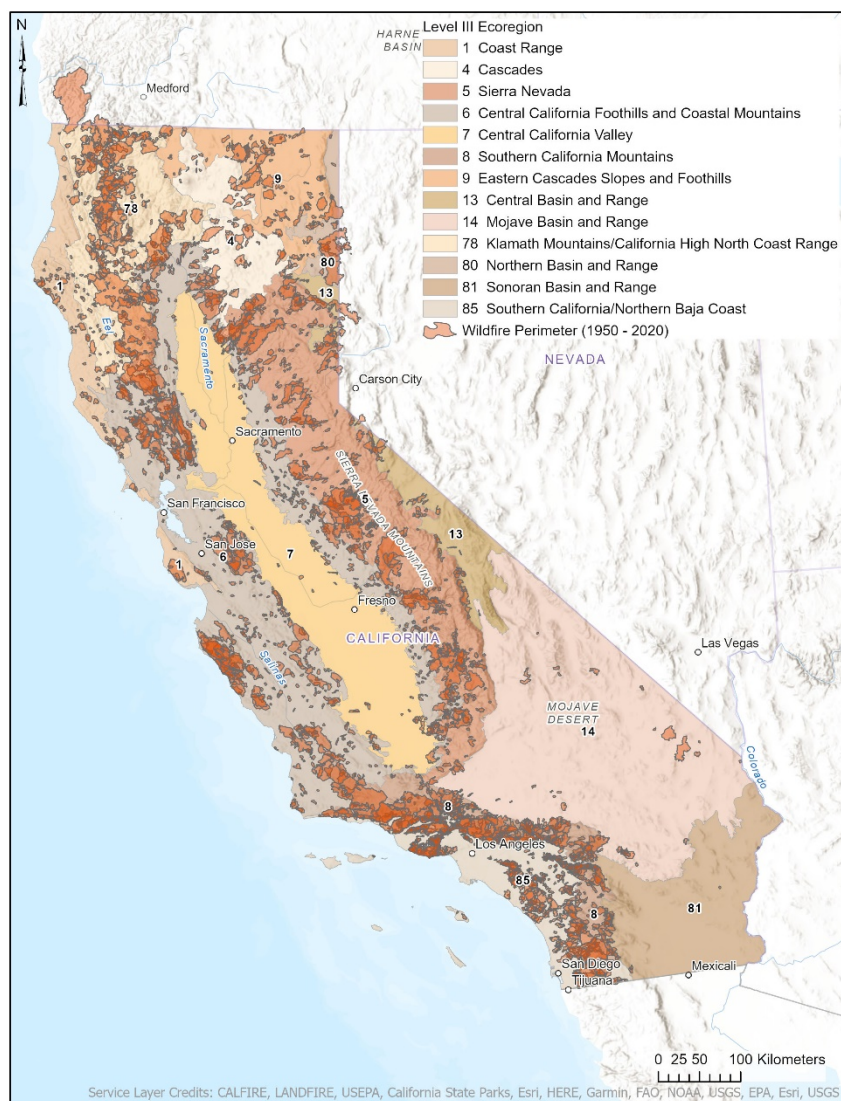 N
HARNE
BASIN
Medford
Level III Ecoregion
1 Coast Range
4 Cascades
5 Sierra Nevada
6 Central California Foothills and Coastal Mountains
7 Central California Valley
8 Southern California Mountains
9 Eastern Cascades Slopes and Foothills
13 Central Basin and Range
14 Mojave Basin and Range
78 Klamath Mountains/California High North Coast Range
80 Northern Basin and Range
81 Sonoran Basin and Range
85 Southern California/Northern Baja Coast
Wildfire Perimeter (1950 - 2020)
9
78
4
80
1
13
Eel
Sacramento
NEVADA
Carson City
Sacramento
SIERRA NEVADA MOUNTAINS
5
San Francisco
13
San Jose
6
7
1
Fresno
CALIFORNIA
Las Vegas
Salinas
MOJAVE
DESERT
14
Colorado
8
Los Angeles
85
8
81
San Diego
Mexicali
Tijuana
0 25 50 100 Kilometers
Service Layer Credits: CALFIRE, LANDFIRE, USEPA, California State Parks, Esri, HERE, Garmin, FAO, NOAA, USGS, EPA, Esri, USGS